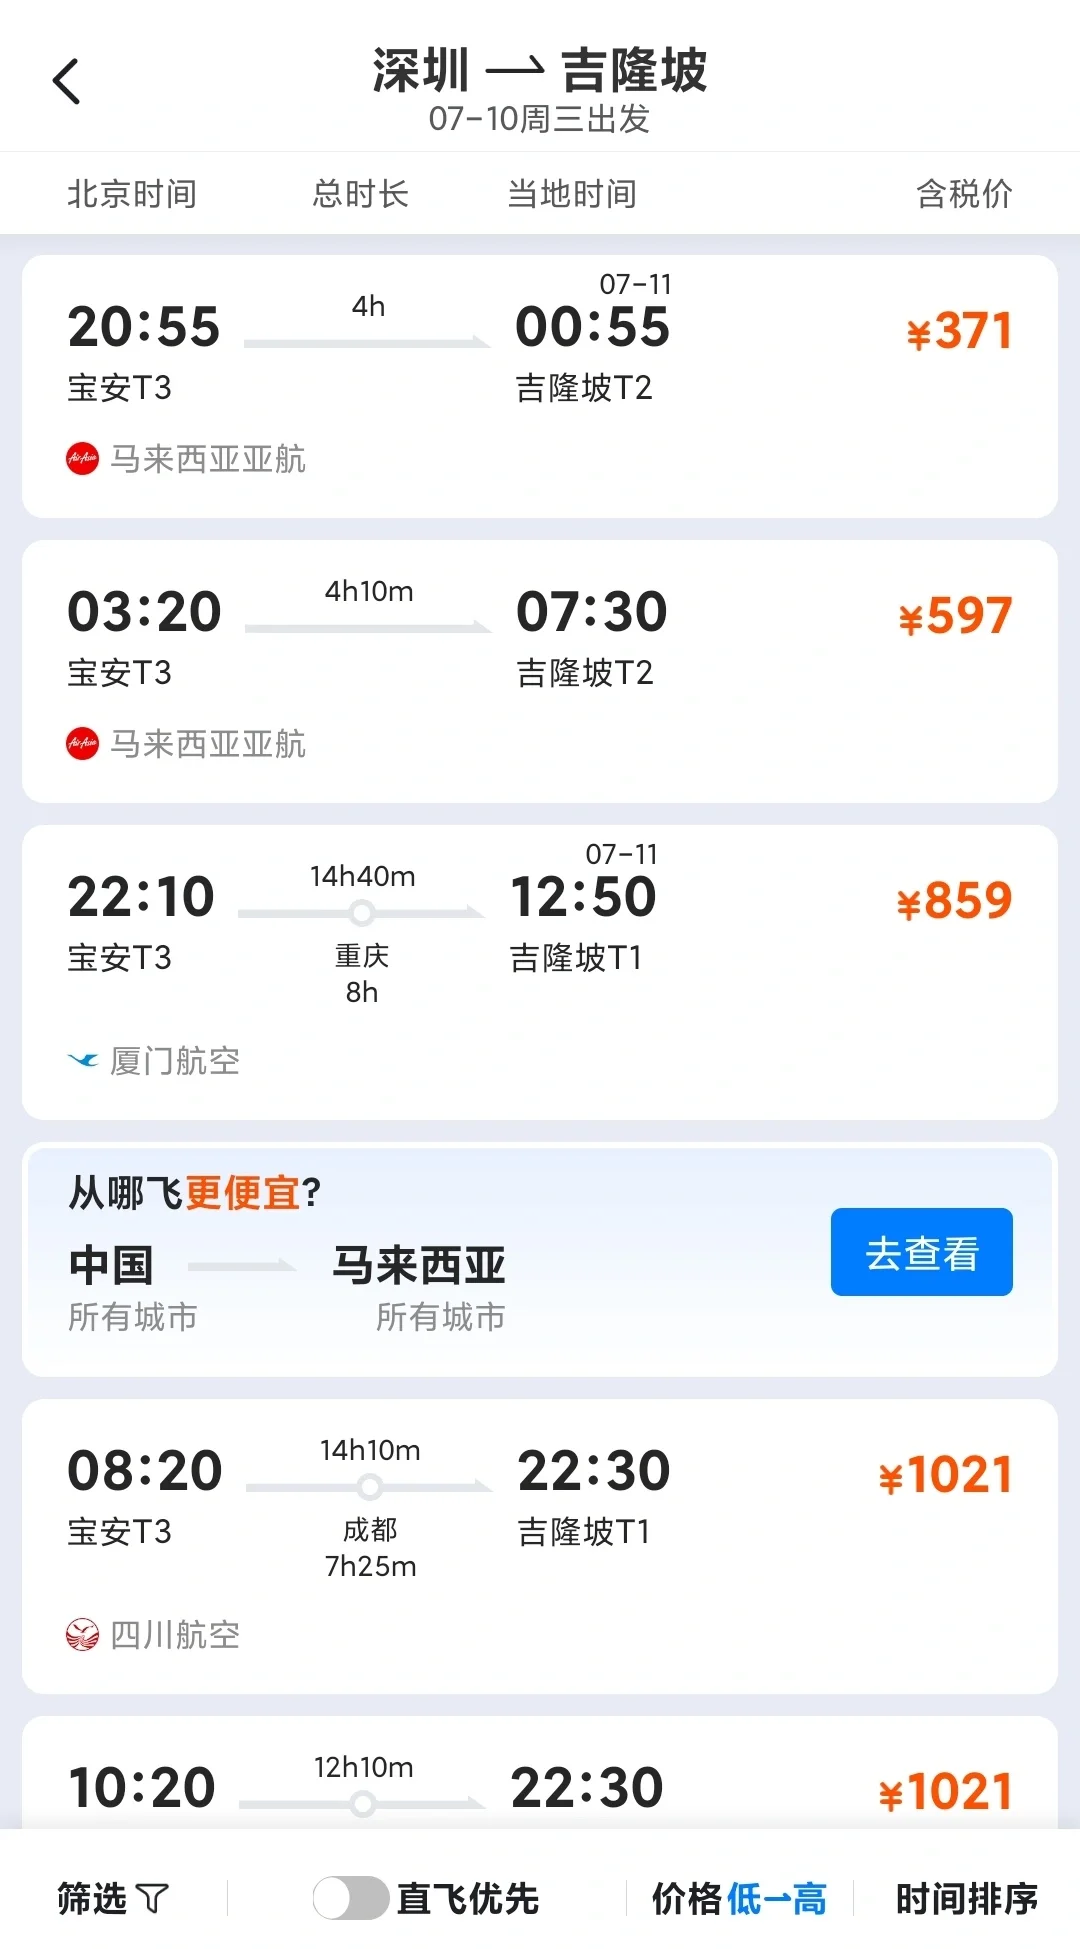 深圳 吉隆坡
07-10周三出发
北京时间 总时长 当地时间 含税价
07-11
20:55 4h 00:55 ¥371
宝安T3 吉隆坡T2
AirAsia 马来西亚亚航
03:20 4h10m 07:30 ¥597
宝安T3 吉隆坡T2
AirAsia 马来西亚亚航
07-11
22:10 14h40m 12:50 ¥859
宝安T3 重庆 吉隆坡T1
8h
厦门航空
从哪飞更便宜?
中国 马来西亚 去查看
所有城市 所有城市
08:20 14h10m 22:30 ¥1021
宝安T3 成都 吉隆坡T1
7h25m
四川航空
10:20 12h10m 22:30 ¥1021
筛选 直飞优先 价格低→高 时间排序